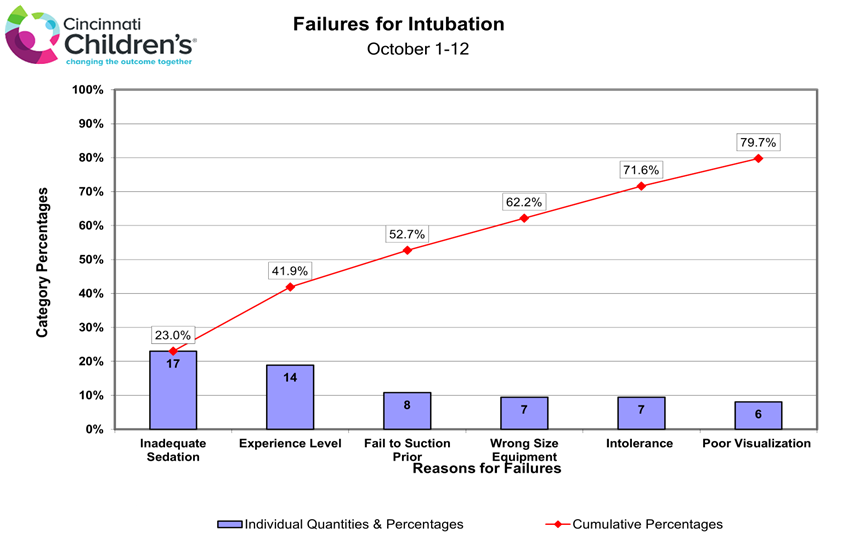 Cincinnati
Children's®
changing the outcome together
Failures for Intubation
October 1-12
100%
90%
80%
70%
60%
50%
40%
30%
20%
10%
0%
Category Percentages
23.0%
41.9%
52.7%
62.2%
71.6%
79.7%
17
14
8
7
7
6
Inadequate
Sedation
Experience Level
Fail to Suction
Prior
Wrong Size
Equipment
Intolerance
Poor Visualization
Reasons for Failures
Individual Quantities & Percentages
Cumulative Percentages